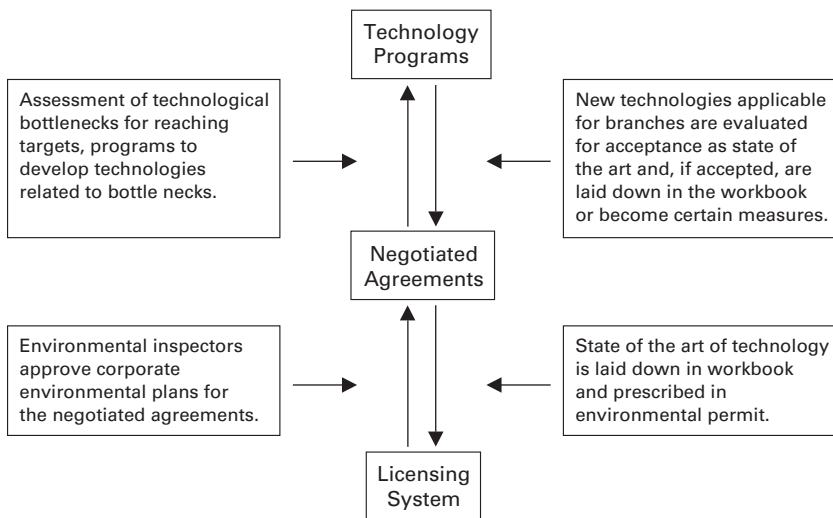 Technology
Programs
Assessment of technological
bottlenecks for reaching
targets, programs to
develop technologies
related to bottle necks.
New technologies applicable
for branches are evaluated
for acceptance as state of
the art and, if accepted, are
laid down in the workbook
or become certain measures.
Negotiated
Agreements
Environmental inspectors
approve corporate
environmental plans for
the negotiated agreements.
State of the art of technology
is laid down in workbook
and prescribed in
environmental permit.
Licensing
System